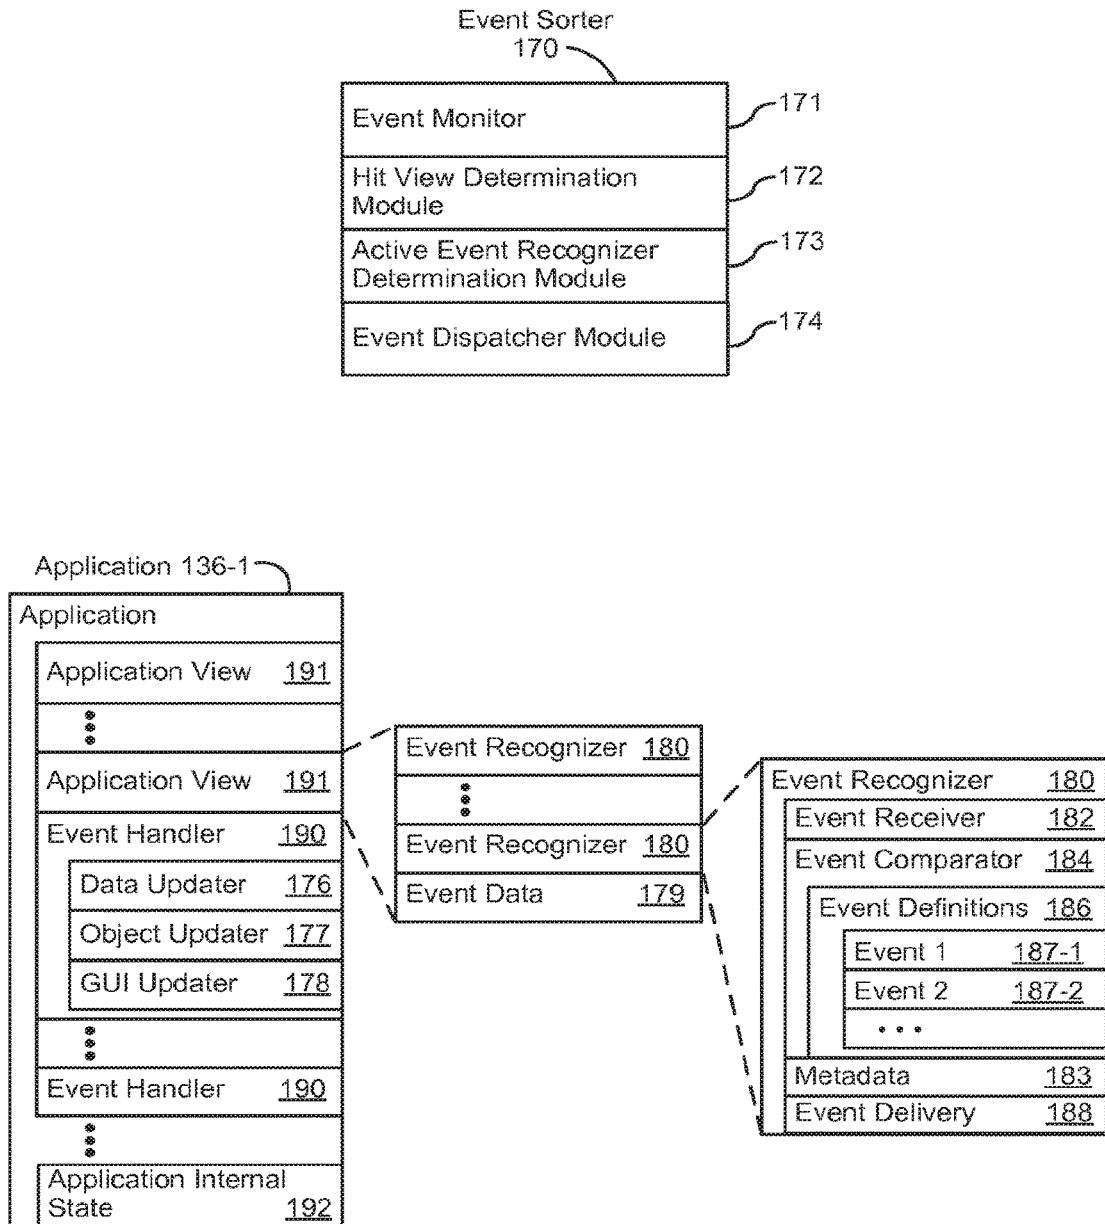 Event Sorter
170
Event Monitor
171
Hit View Determination
Module
172
Active Event Recognizer
Determination Module
173
Event Dispatcher Module
174
Application 136-1
Application
Application View 191
Application View 191
Event Handler 190
Data Updater 176
Object Updater 177
GUI Updater 178
Event Handler 190
Application Internal
State 192
Event Recognizer 180
Event Recognizer 180
Event Data 179
Event Recognizer 180
Event Receiver 182
Event Comparator 184
Event Definitions 186
Event 1 187-1
Event 2 187-2
• • •
Metadata 183
Event Delivery 188